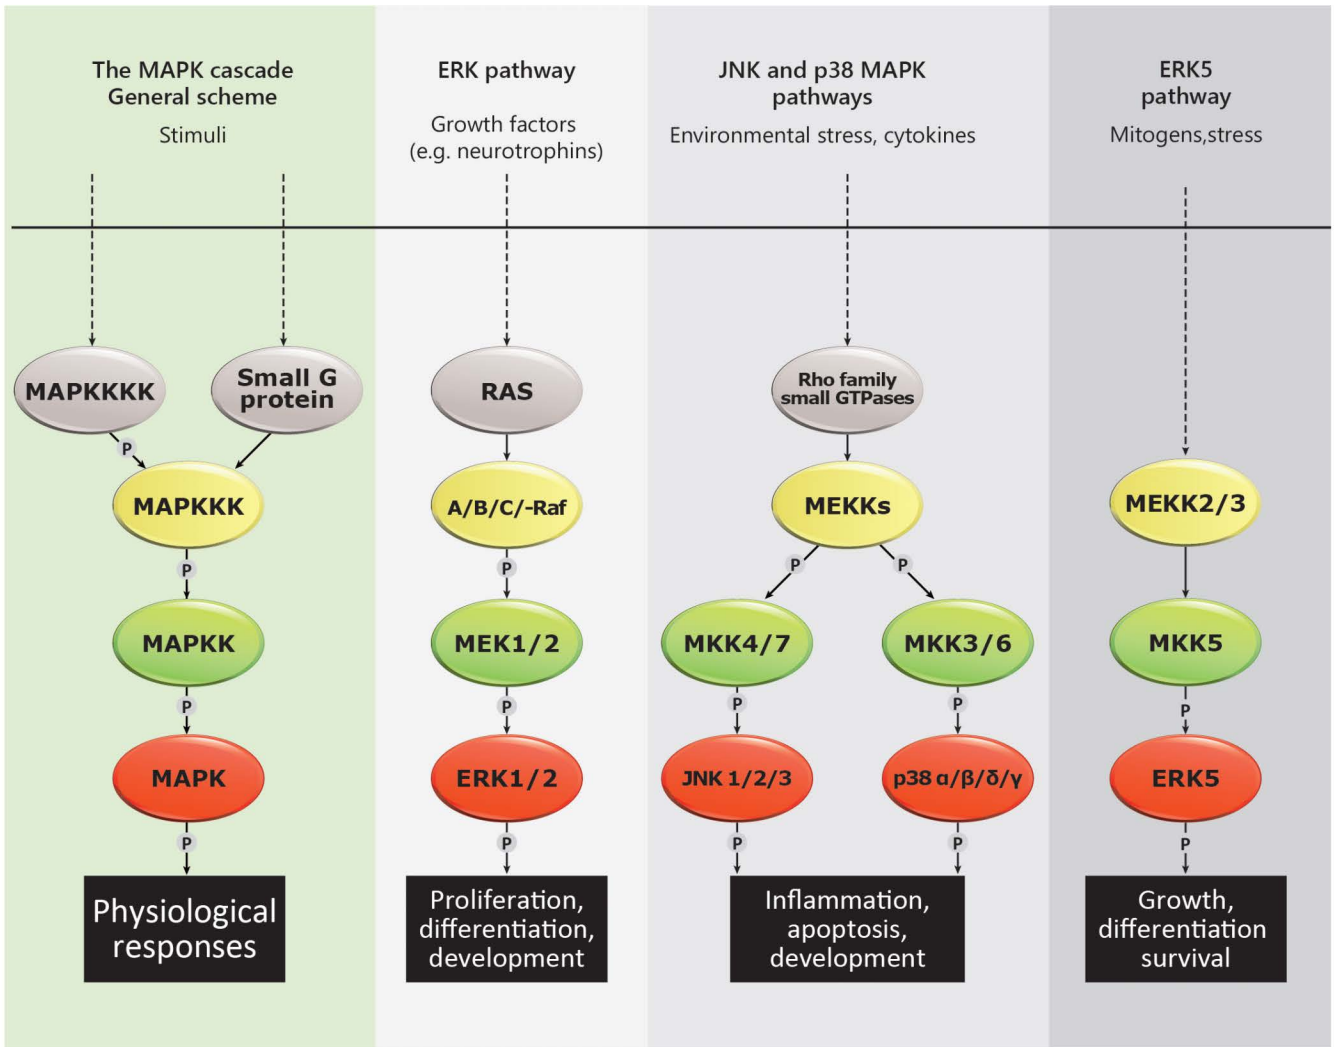 The MAPK cascade
General scheme
Stimuli
MAPKKKK
Small G
protein
P
MAPKKK
P
MAPKK
P
MAPK
P
Physiological
responses
ERK pathway
Growth factors
(e.g. neurotrophins)
RAS
A/B/C/-Raf
P
MEK1/2
P
ERK1/2
P
Proliferation,
differentiation,
development
JNK and p38 MAPK
pathways
Environmental stress, cytokines
Rho family
small GTPases
MEKKs
P
P
MKK4/7
MKK3/6
P
P
JNK 1/2/3
p38 α/β/δ/γ
P
P
Inflammation,
apoptosis,
development
ERK5
pathway
Mitogens,stress
MEKK2/3
MKK5
P
ERK5
P
Growth,
differentiation
survival